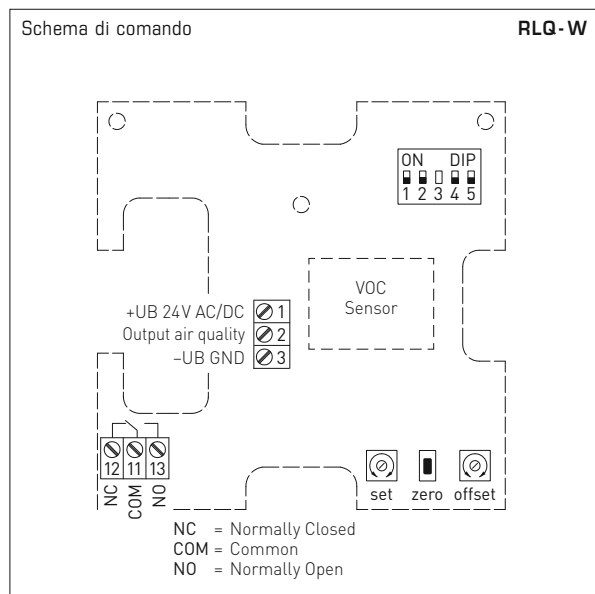 Schema di comando RLQ-W
ON DIP
1 2 3 4 5
VOC
Sensor
+UB 24V AC/DC 1
Output air quality 2
–UB GND 3
12 11 13
NC COM NO
set zero offset
NC = Normally Closed
COM = Common
NO = Normally Open